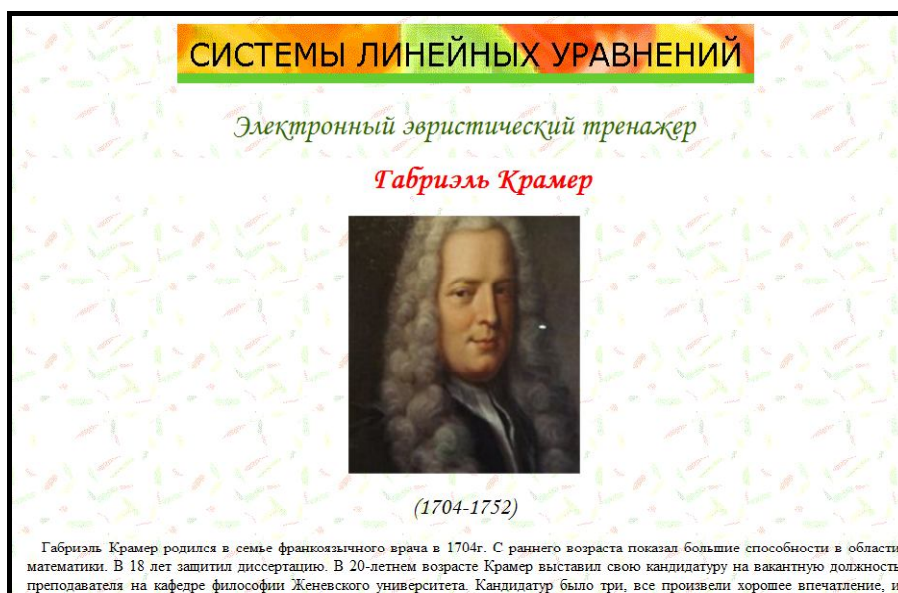 СИСТЕМЫ ЛИНЕЙНЫХ УРАВНЕНИЙ
Электронный эвристический тренажер
Габриэль Крамер
(1704-1752)
Габриэль Крамер родился в семье франкоязычного врача в 1704г. С раннего возраста показал большие способности в области
математики. В 18 лет защитил диссертацию. В 20-летнем возрасте Крамер выставил свою кандидатуру на вакантную должность
преподавателя на кафедре философии Женевского университета. Кандидатур было три, все произвели хорошее впечатление, и